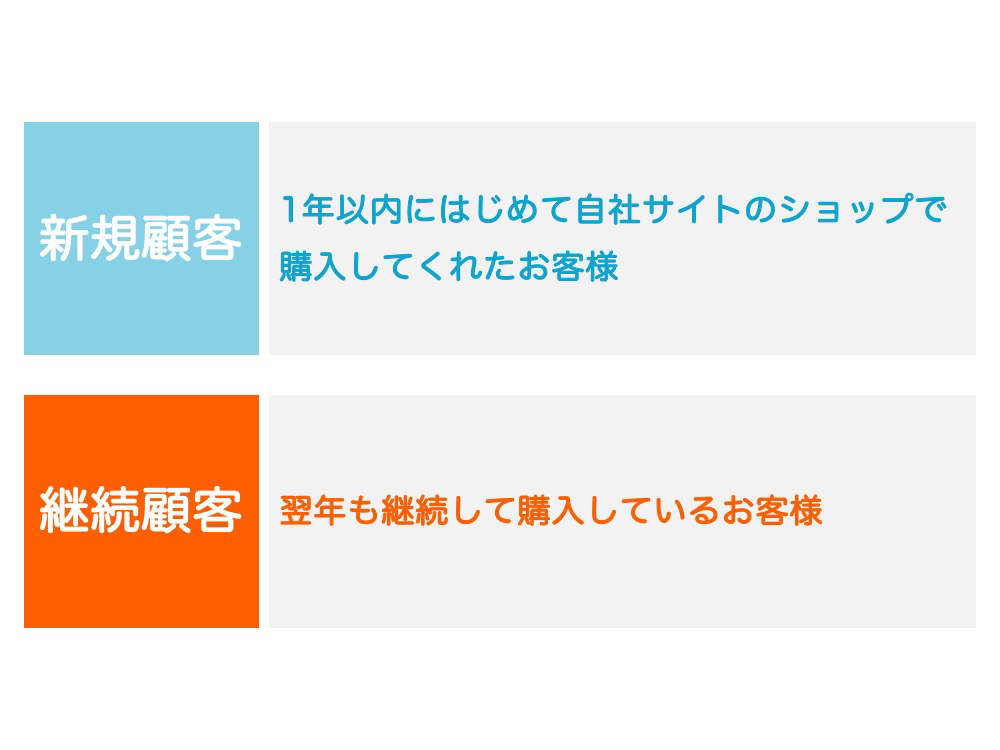 新規顧客
1年以内にはじめて自社サイトのショップで
購入してくれたお客様
継続顧客
翌年も継続して購入しているお客様